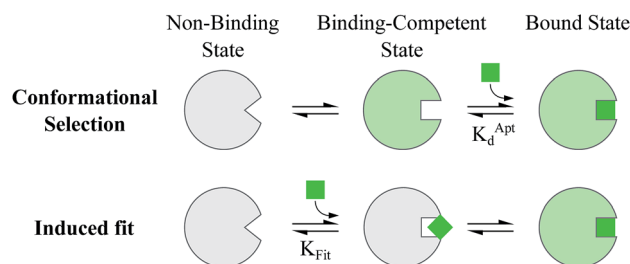 Non-Binding
State
Binding-Competent
State
Bound State
Conformational
Selection
K_d^Apt
Induced fit
K_Fit